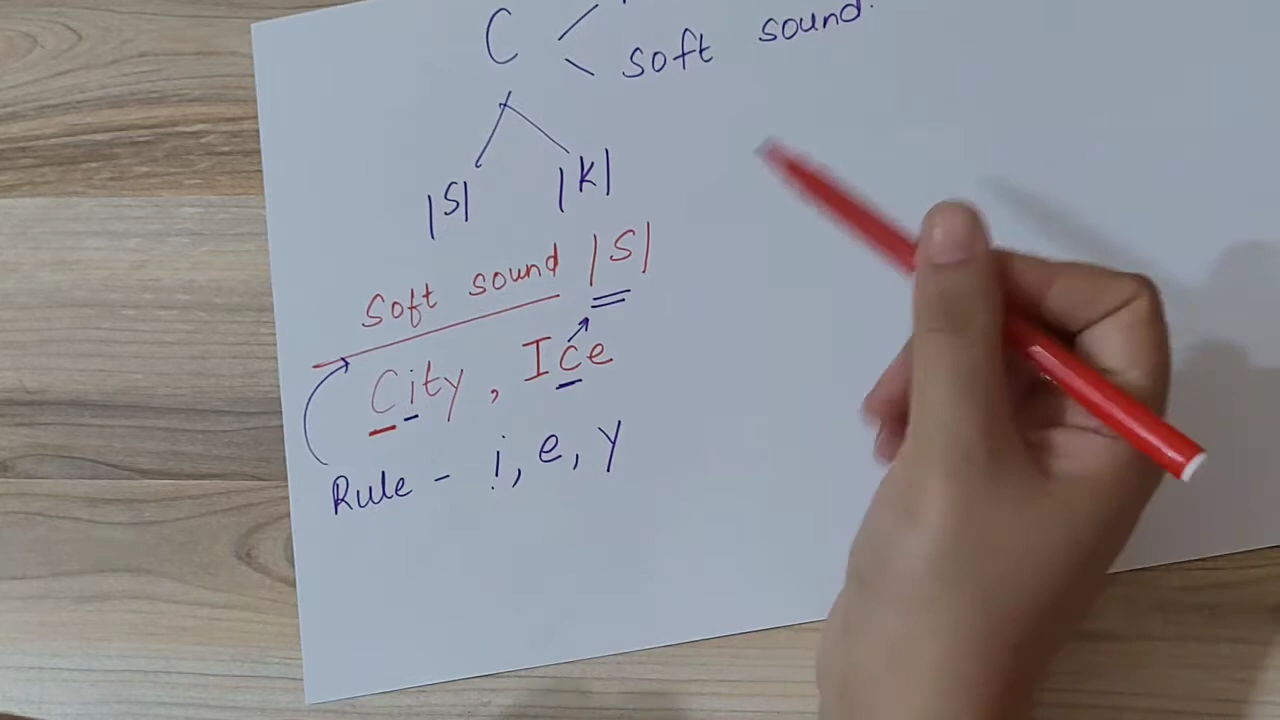 C
soft sound.
|S| |K|
Soft sound |S|
City, Ice
Rule - i, e, y